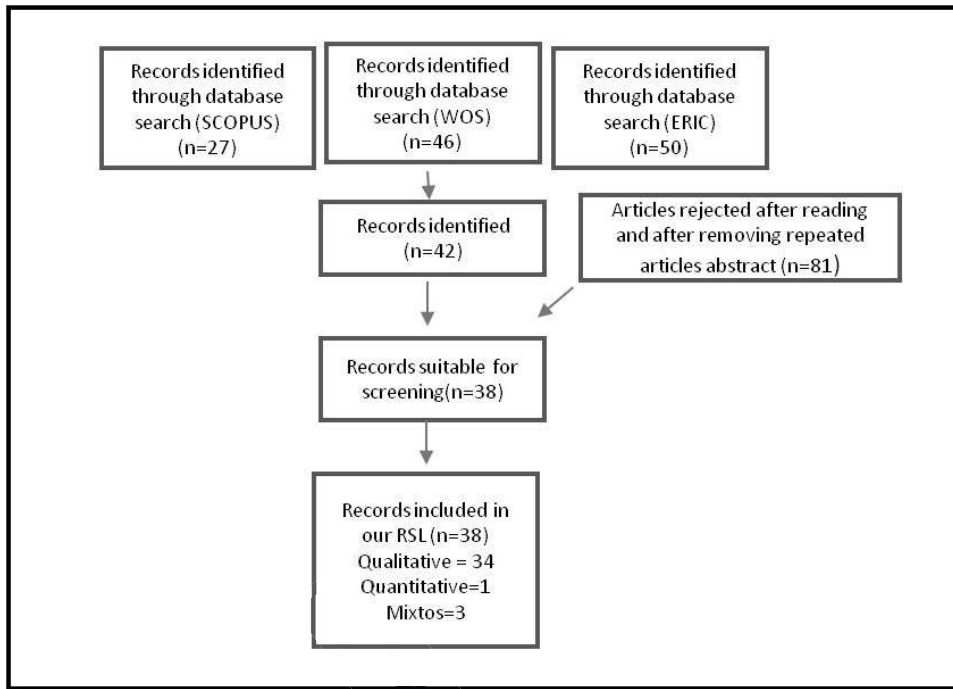 Records identified
through database
search (SCOPUS)
(n=27)
Records identified
through database
search (WOS)
(n=46)
Records identified
through database
search (ERIC)
(n=50)
Records identified
(n=42)
Articles rejected after reading
and after removing repeated
articles abstract (n=81)
Records suitable for
screening(n=38)
Records included in
our RSL (n=38)
Qualitative = 34
Quantitative=1
Mixtos=3